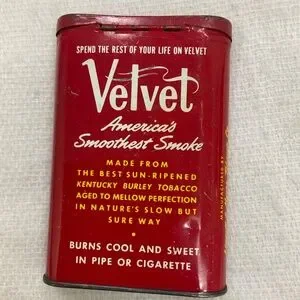 SPEND THE REST OF YOUR LIFE ON VELVET
Velvet
America's
Smoothest Smoke
MADE FROM
THE BEST SUN-RIPENED
KENTUCKY BURLEY TOBACCO
AGED TO MELLOW PERFECTION
IN NATURE'S SLOW BUT
SURE WAY
BURNS COOL AND SWEET
IN PIPE OR CIGARETTE
MANUFACTURED BY